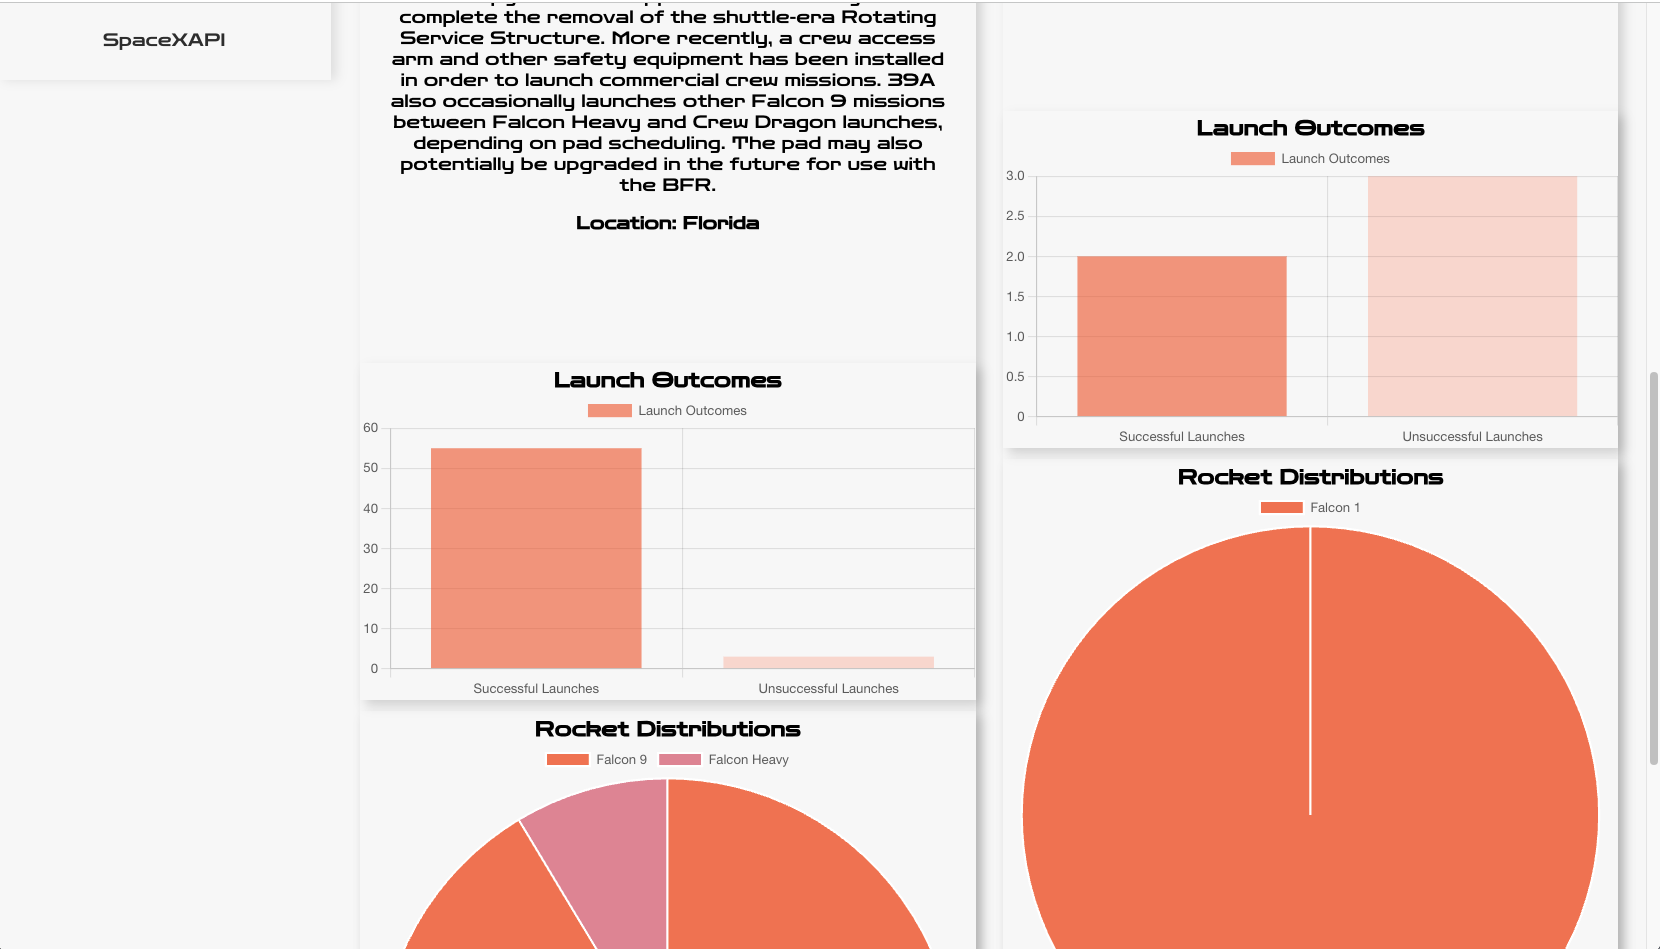 SpaceXAPI
complete the removal of the shuttle-era Rotating
Service Structure. More recently, a crew access
arm and other safety equipment has been installed
in order to launch commercial crew missions. 39A
also occasionally launches other Falcon 9 missions
between Falcon Heavy and Crew Dragon launches,
depending on pad scheduling. The pad may also
potentially be upgraded in the future for use with
the BFR.
Location: Florida
Launch Outcomes
Launch Outcomes
60
50
40
30
20
10
0
Successful Launches
Unsuccessful Launches
Rocket Distributions
Falcon 9
Falcon Heavy
Launch Outcomes
Launch Outcomes
3.0
2.5
2.0
1.5
1.0
0.5
0
Successful Launches
Unsuccessful Launches
Rocket Distributions
Falcon 1